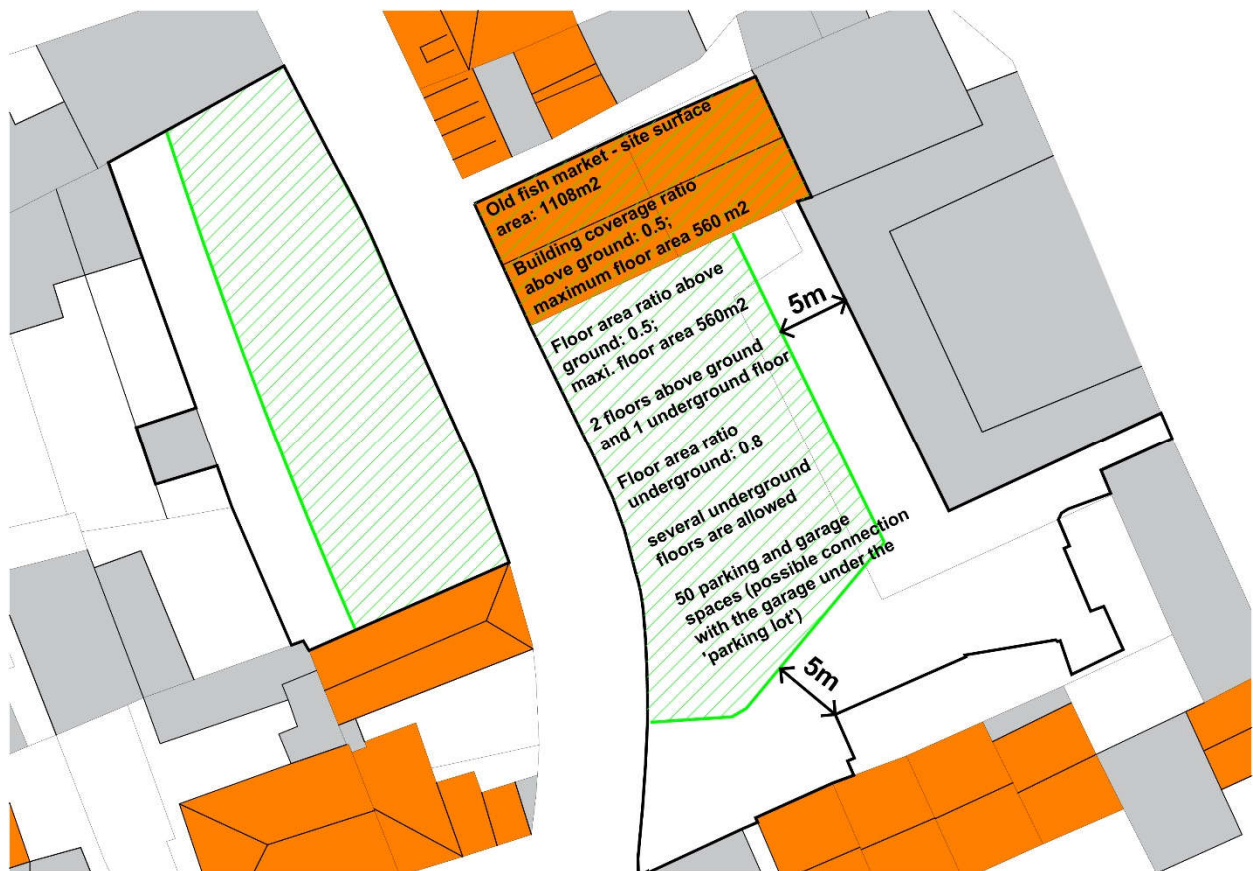 Old fish market - site surface
area: 1108m2
Building coverage ratio
above ground: 0.5;
maximum floor area 560 m2
Floor area ratio above
ground: 0.5;
maxi. floor area 560m2
5m
2 floors above ground
and 1 underground floor
Floor area ratio
underground: 0.8
several underground
floors are allowed
50 parking and garage
spaces (possible connection
with the garage under the
'parking lot')
5m